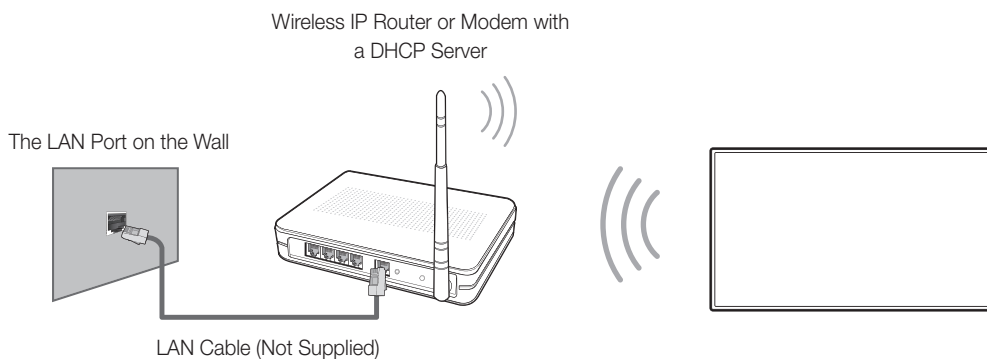 Wireless IP Router or Modem with
a DHCP Server
The LAN Port on the Wall
LAN Cable (Not Supplied)